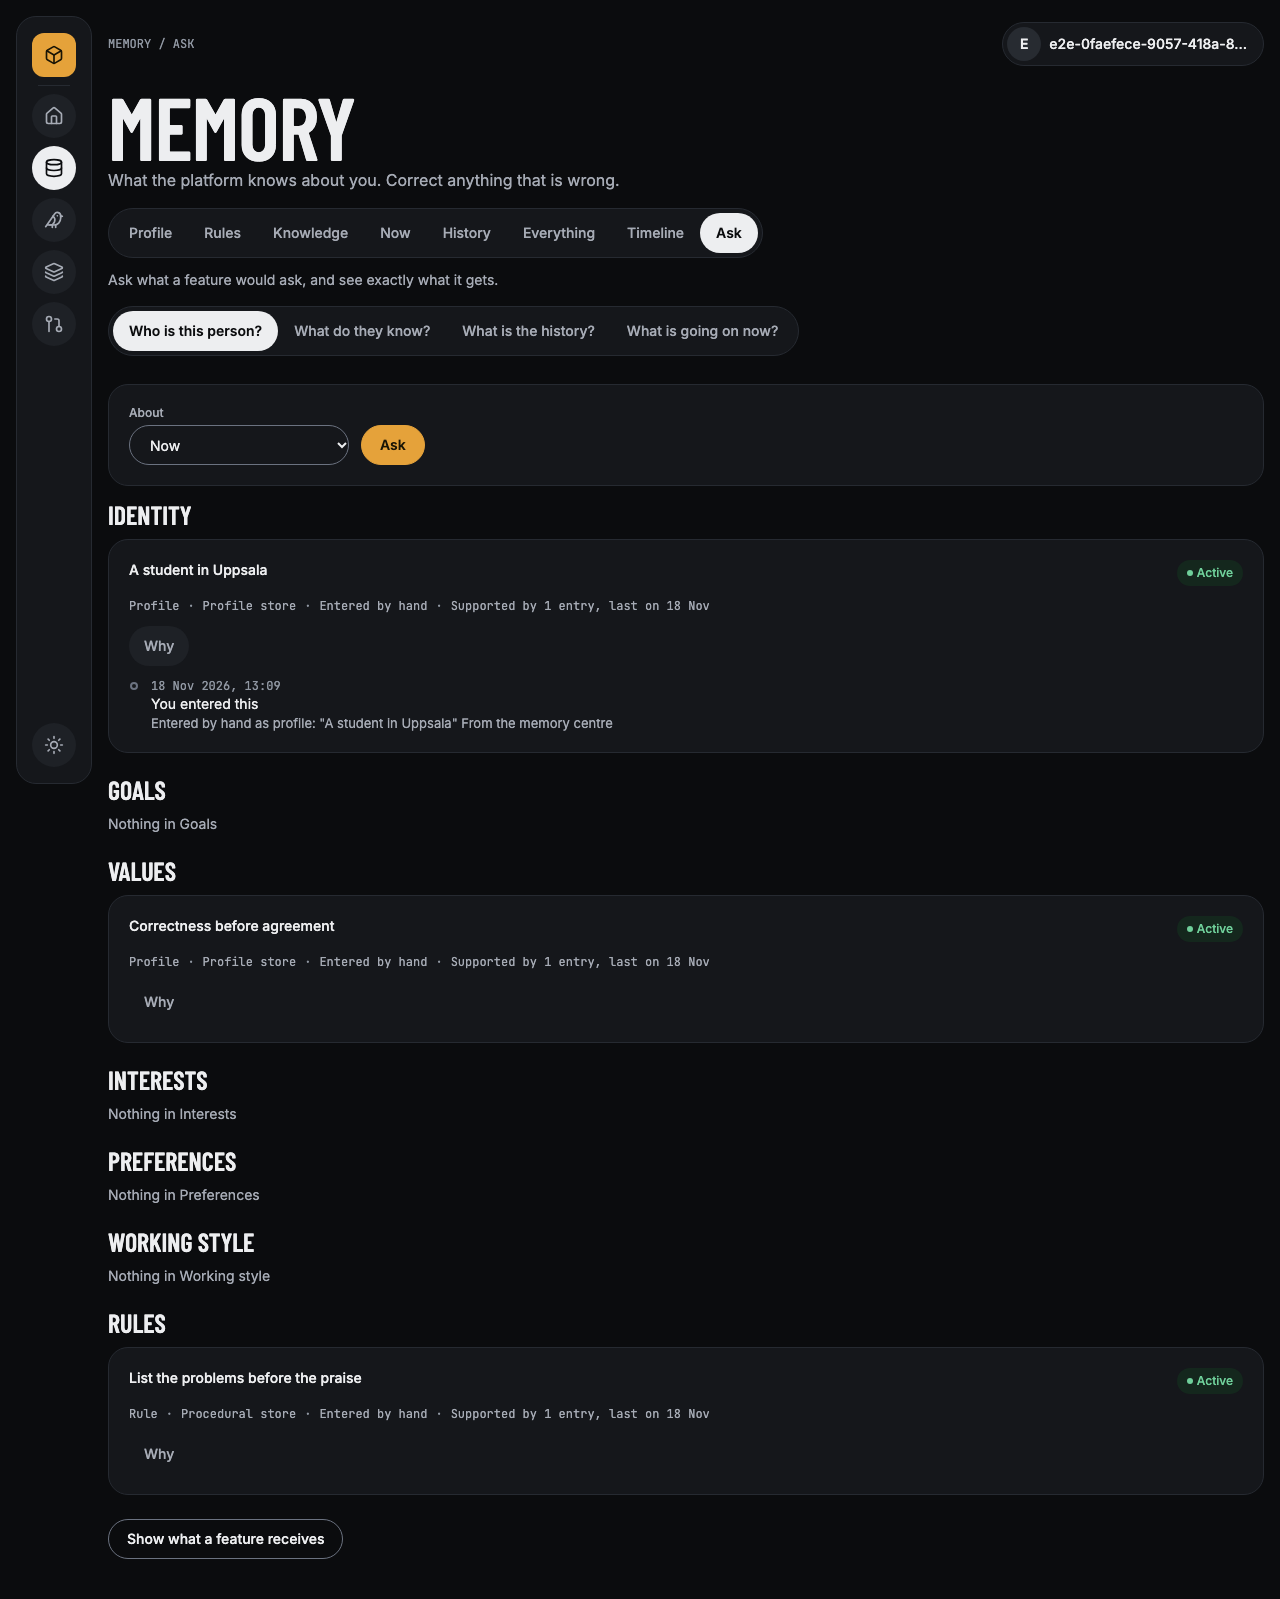 MEMORY / ASK
E
e2e-0faefece-9057-418a-8...
MEMORY
What the platform knows about you. Correct anything that is wrong.
Profile Rules Knowledge Now History Everything Timeline Ask
Ask what a feature would ask, and see exactly what it gets.
Who is this person? What do they know? What is the history? What is going on now?
About
Now
Ask
IDENTITY
A student in Uppsala
Active
Profile · Profile store · Entered by hand · Supported by 1 entry, last on 18 Nov
Why
18 Nov 2026, 13:09
You entered this
Entered by hand as profile: "A student in Uppsala" From the memory centre
GOALS
Nothing in Goals
VALUES
Correctness before agreement
Active
Profile · Profile store · Entered by hand · Supported by 1 entry, last on 18 Nov
Why
INTERESTS
Nothing in Interests
PREFERENCES
Nothing in Preferences
WORKING STYLE
Nothing in Working style
RULES
List the problems before the praise
Active
Rule · Procedural store · Entered by hand · Supported by 1 entry, last on 18 Nov
Why
Show what a feature receives